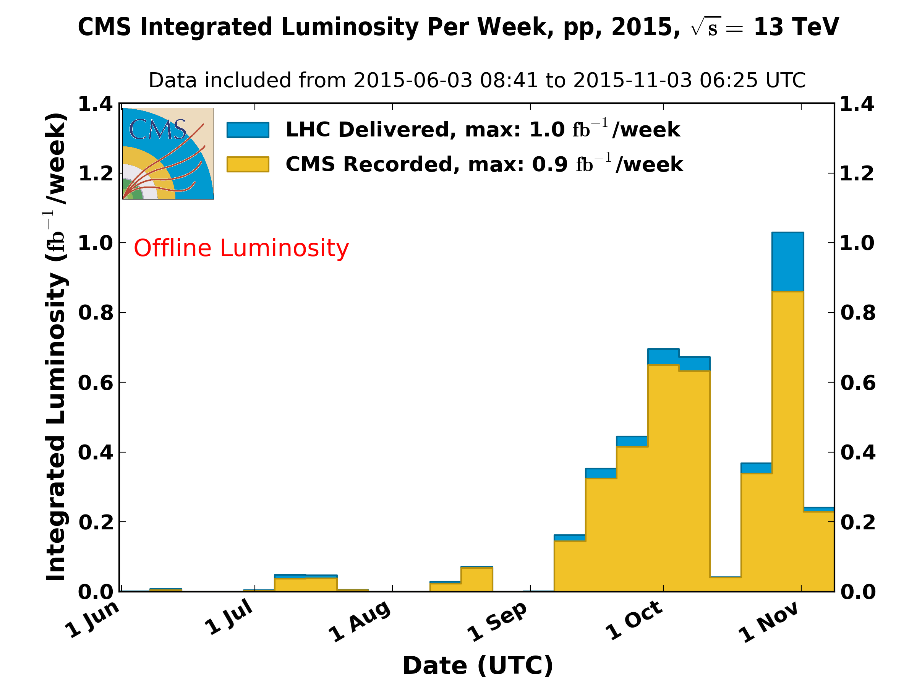 CMS Integrated Luminosity Per Week, pp, 2015, √s = 13 TeV
Data included from 2015-06-03 08:41 to 2015-11-03 06:25 UTC
CMS
LHC Delivered, max: 1.0 fb⁻¹/week
CMS Recorded, max: 0.9 fb⁻¹/week
Offline Luminosity
Integrated Luminosity (fb⁻¹/week)
1.4 1.4
1.2 1.2
1.0 1.0
0.8 0.8
0.6 0.6
0.4 0.4
0.2 0.2
0.0 0.0
1 Jun 1 Jul 1 Aug 1 Sep 1 Oct 1 Nov
Date (UTC)